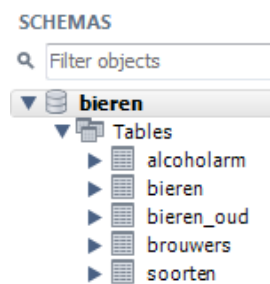 SCHEMAS
Filter objects
bieren
Tables
alcoholarm
bieren
bieren_oud
brouwers
soorten